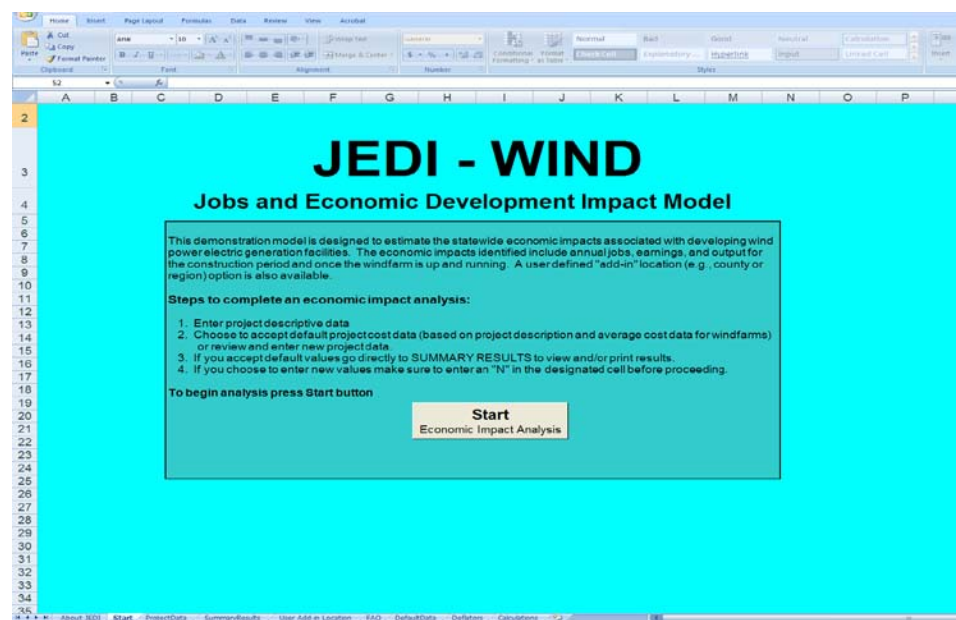 Home Insert Page Layout Formulas Data Review View Acrobat
Cut
Copy
Format Painter
Paste
Clipboard
Font
Alignment
Number
Styles
Arial 10
Wrap Text
Merge & Center
General
Conditional Formatting
Format as Table
Normal Bad Good Neutral Calculation
Check Cell Explanatory ... Hyperlink Input Linked Cell
Insert
S2
A B C D E F G H I J K L M N O P
2
3
4
5
6
7
8
9
10
11
12
13
14
15
16
17
18
19
20
21
22
23
24
25
26
27
28
29
30
31
32
33
34
35
JEDI - WIND
Jobs and Economic Development Impact Model
This demonstration model is designed to estimate the statewide economic impacts associated with developing wind
power electric generation facilities. The economic impacts identified include annual jobs, earnings, and output for
the construction period and once the windfarm is up and running. A user defined "add-in" location (e.g., county or
region) option is also available.
Steps to complete an economic impact analysis:
1. Enter project descriptive data
2. Choose to accept default project cost data (based on project description and average cost data for windfarms)
or review and enter new project data.
3. If you accept default values go directly to SUMMARY RESULTS to view and/or print results.
4. If you choose to enter new values make sure to enter an "N" in the designated cell before proceeding.
To begin analysis press Start button
Start
Economic Impact Analysis
About JEDI Start ProjectData SummaryResults User Add in Location FAQ DefaultData Deflators Calculations